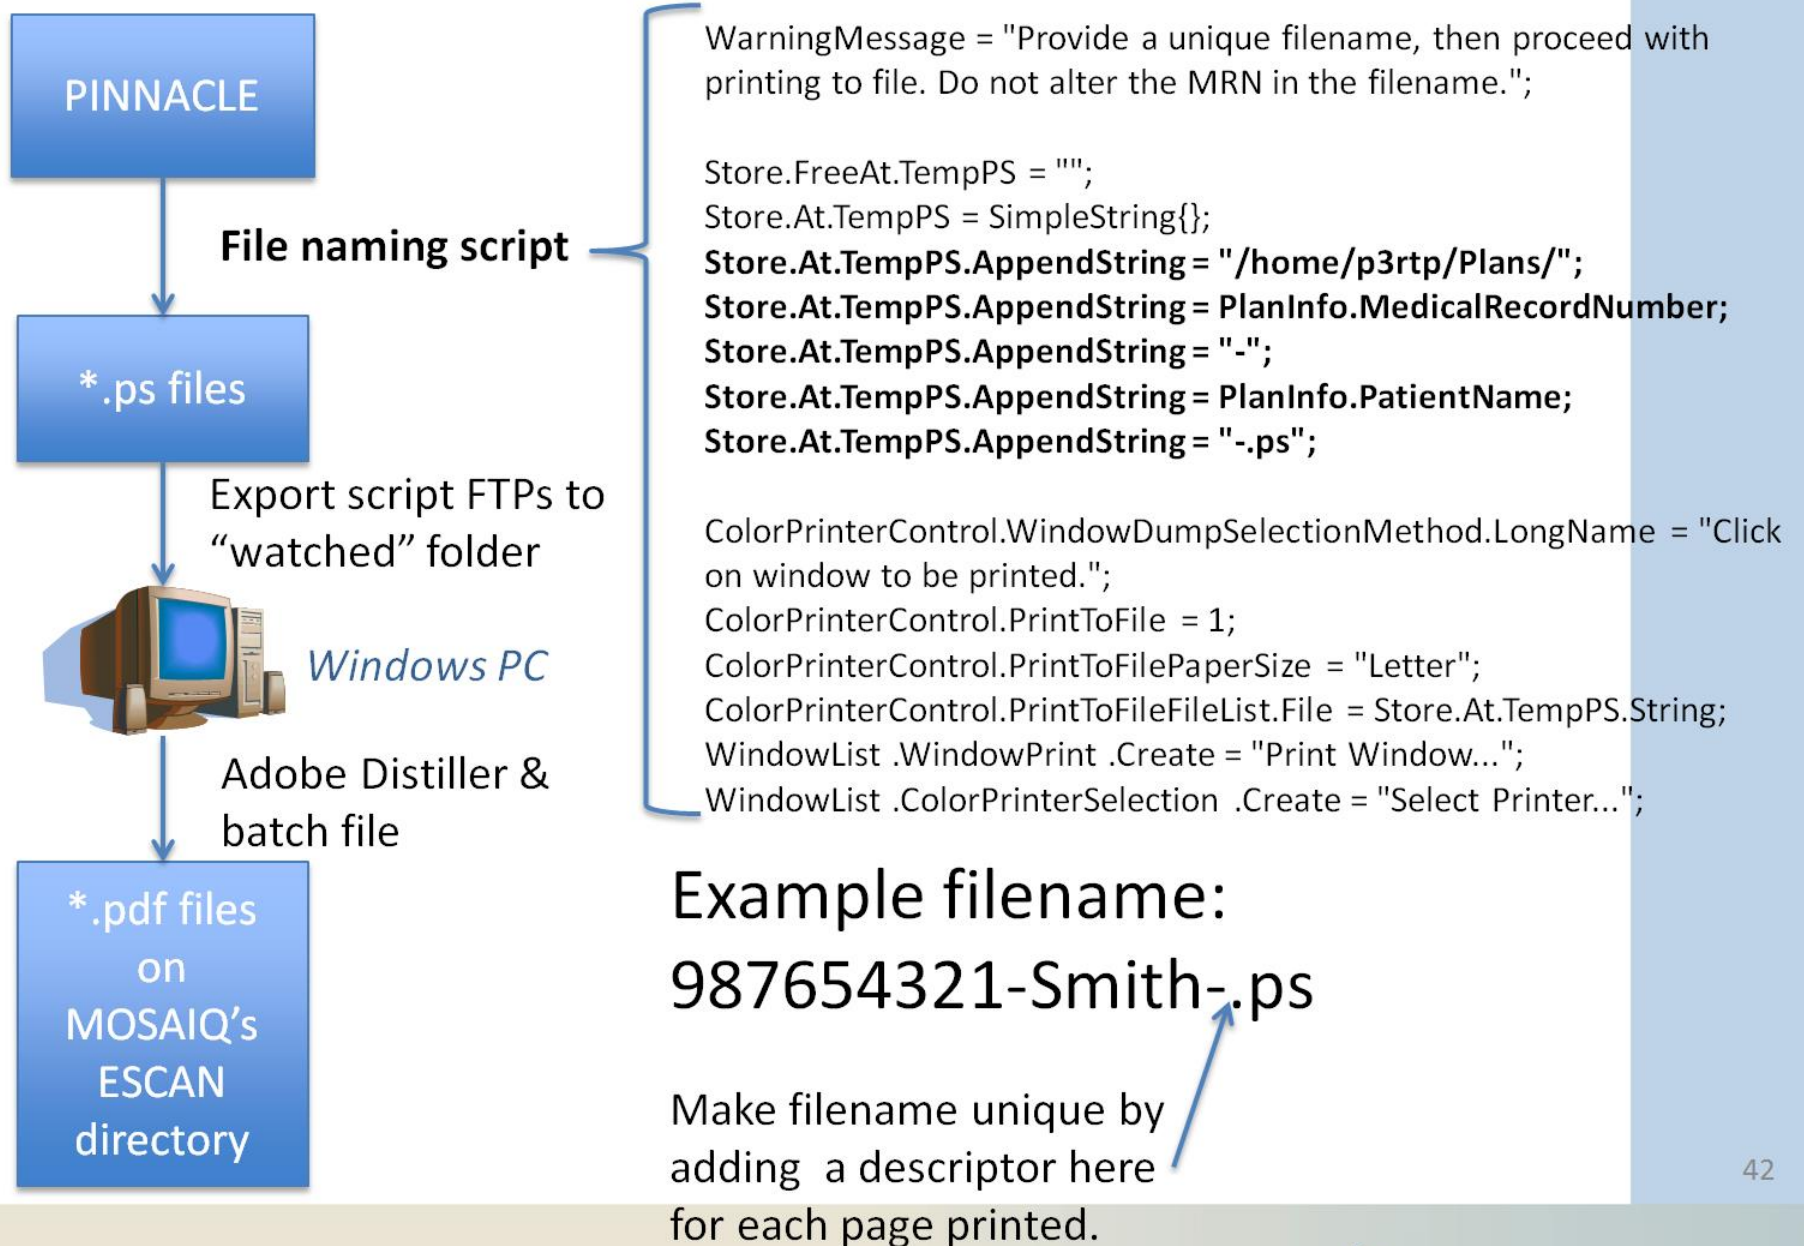 PINNACLE
File naming script
*.ps files
Export script FTPs to
“watched” folder
Windows PC
Adobe Distiller &
batch file
*.pdf files
on
MOSAIQ’s
ESCAN
directory
WarningMessage = "Provide a unique filename, then proceed with
printing to file. Do not alter the MRN in the filename.";
Store.FreeAt.TempPS = "";
Store.At.TempPS = SimpleString{};
Store.At.TempPS.AppendString = "/home/p3rtp/Plans/";
Store.At.TempPS.AppendString = PlanInfo.MedicalRecordNumber;
Store.At.TempPS.AppendString = "-";
Store.At.TempPS.AppendString = PlanInfo.PatientName;
Store.At.TempPS.AppendString = "-.ps";
ColorPrinterControl.WindowDumpSelectionMethod.LongName = "Click
on window to be printed.";
ColorPrinterControl.PrintToFile = 1;
ColorPrinterControl.PrintToFilePaperSize = "Letter";
ColorPrinterControl.PrintToFileFileList.File = Store.At.TempPS.String;
WindowList .WindowPrint .Create = "Print Window...";
WindowList .ColorPrinterSelection .Create = "Select Printer...";
Example filename:
987654321-Smith-.ps
Make filename unique by
adding a descriptor here
for each page printed.
42